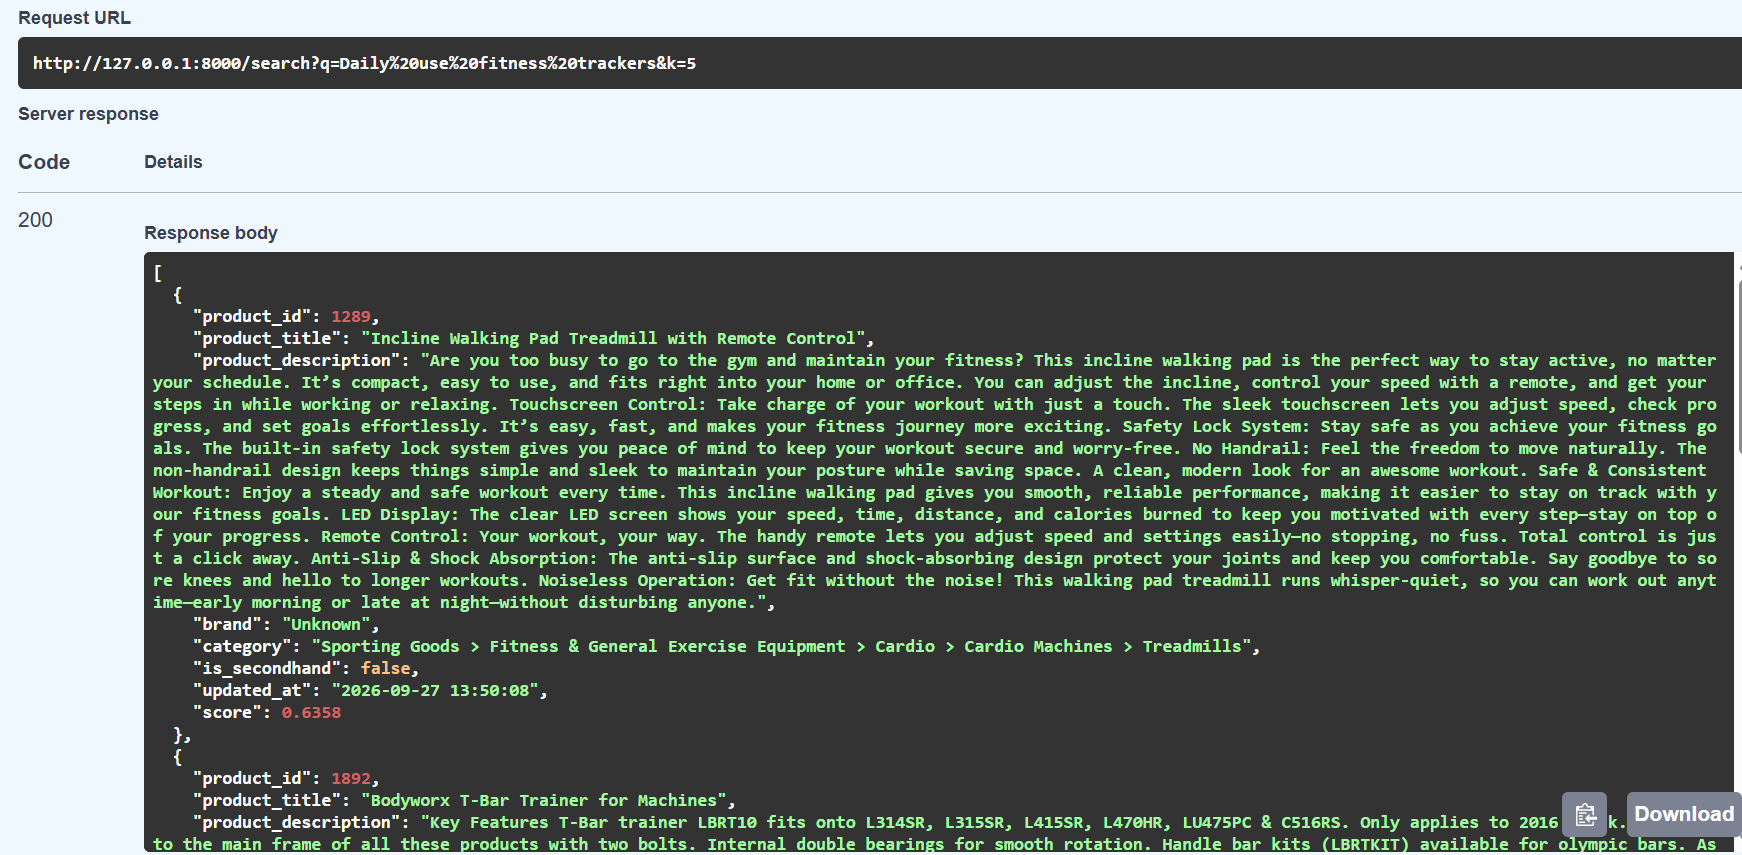 Request URL
http://127.0.0.1:8000/search?q=Daily%20use%20fitness%20trackers&k=5
Server response
Code Details
200
Response body
[
{
"product_id": 1289,
"product_title": "Incline Walking Pad Treadmill with Remote Control",
"product_description": "Are you too busy to go to the gym and maintain your fitness? This incline walking pad is the perfect way to stay active, no matter
your schedule. It’s compact, easy to use, and fits right into your home or office. You can adjust the incline, control your speed with a remote, and get your
steps in while working or relaxing. Touchscreen Control: Take charge of your workout with just a touch. The sleek touchscreen lets you adjust speed, check pro
gress, and set goals effortlessly. It’s easy, fast, and makes your fitness journey more exciting. Safety Lock System: Stay safe as you achieve your fitness go
als. The built-in safety lock system gives you peace of mind to keep your workout secure and worry-free. No Handrail: Feel the freedom to move naturally. The
non-handrail design keeps things simple and sleek to maintain your posture while saving space. A clean, modern look for an awesome workout. Safe & Consistent
Workout: Enjoy a steady and safe workout every time. This incline walking pad gives you smooth, reliable performance, making it easier to stay on track with y
our fitness goals. LED Display: The clear LED screen shows your speed, time, distance, and calories burned to keep you motivated with every step—stay on top o
f your progress. Remote Control: Your workout, your way. The handy remote lets you adjust speed and settings easily—no stopping, no fuss. Total control is jus
t a click away. Anti-Slip & Shock Absorption: The anti-slip surface and shock-absorbing design protect your joints and keep you comfortable. Say goodbye to so
re knees and hello to longer workouts. Noiseless Operation: Get fit without the noise! This walking pad treadmill runs whisper-quiet, so you can work out anyt
ime—early morning or late at night—without disturbing anyone.",
"brand": "Unknown",
"category": "Sporting Goods > Fitness & General Exercise Equipment > Cardio > Cardio Machines > Treadmills",
"is_secondhand": false,
"updated_at": "2026-09-27 13:50:08",
"score": 0.6358
},
{
"product_id": 1892,
"product_title": "Bodyworx T-Bar Trainer for Machines",
"product_description": "Key Features T-Bar trainer LBRT10 fits onto L314SR, L315SR, L415SR, L470HR, LU475PC & C516RS. Only applies to 2016
to the main frame of all these products with two bolts. Internal double bearings for smooth rotation. Handle bar kits (LBRTKIT) available for olympic bars. As
Download